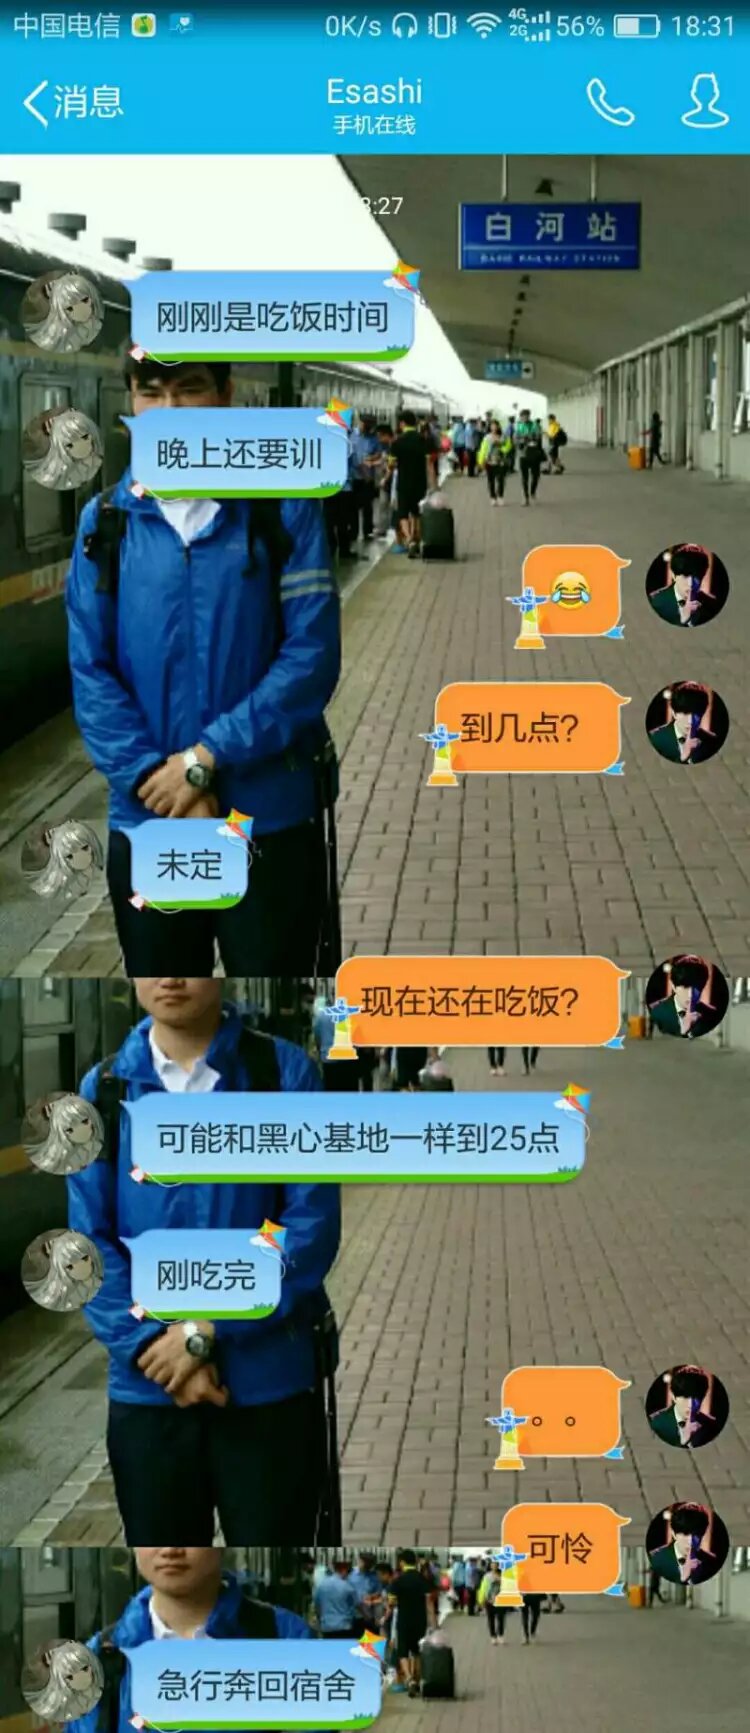 中国电信
0K/s
4G
2G
56%
18:31
消息
Esashi
手机在线
:27
白河站
BAIHE RAILWAY STATION
刚刚是吃饭时间
晚上还要训
😂
到几点?
未定
现在还在吃饭?
可能和黑心基地一样到25点
刚吃完
。。
可怜
急行奔回宿舍